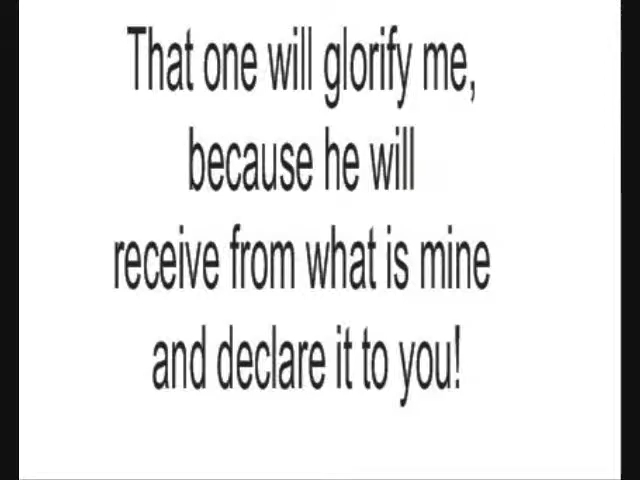 That one will glorify me,
because he will
receive from what is mine
and declare it to you!